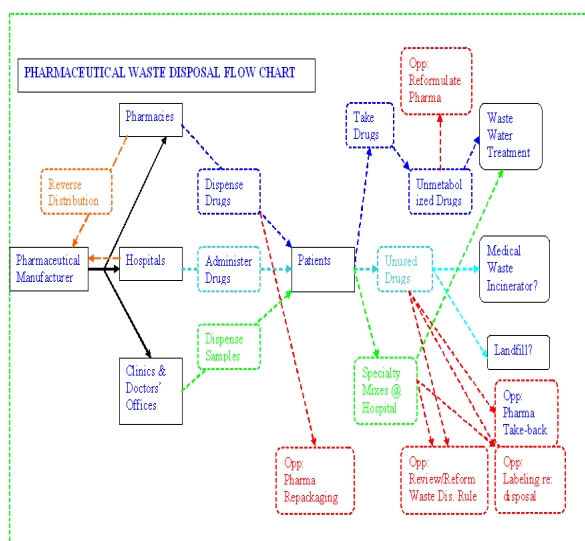 PHARMACEUTICAL WASTE DISPOSAL FLOW CHART
Opp:
Reformulate
Pharma
Pharmacies
Take
Drugs
Waste
Water
Treatment
Reverse
Distribution
Dispense
Drugs
Unmetabol
ized Drugs
Pharmaceutical
Manufacturer
Hospitals
Administer
Drugs
Patients
Unused
Drugs
Medical
Waste
Incinerator?
Dispense
Samples
Clinics &
Doctors'
Offices
Specialty
Mixes @
Hospital
Landfill?
Opp:
Pharma
Take-back
Opp:
Pharma
Repackaging
Opp:
Review/Reform
Waste Dis. Rule
Opp:
Labeling re:
disposal